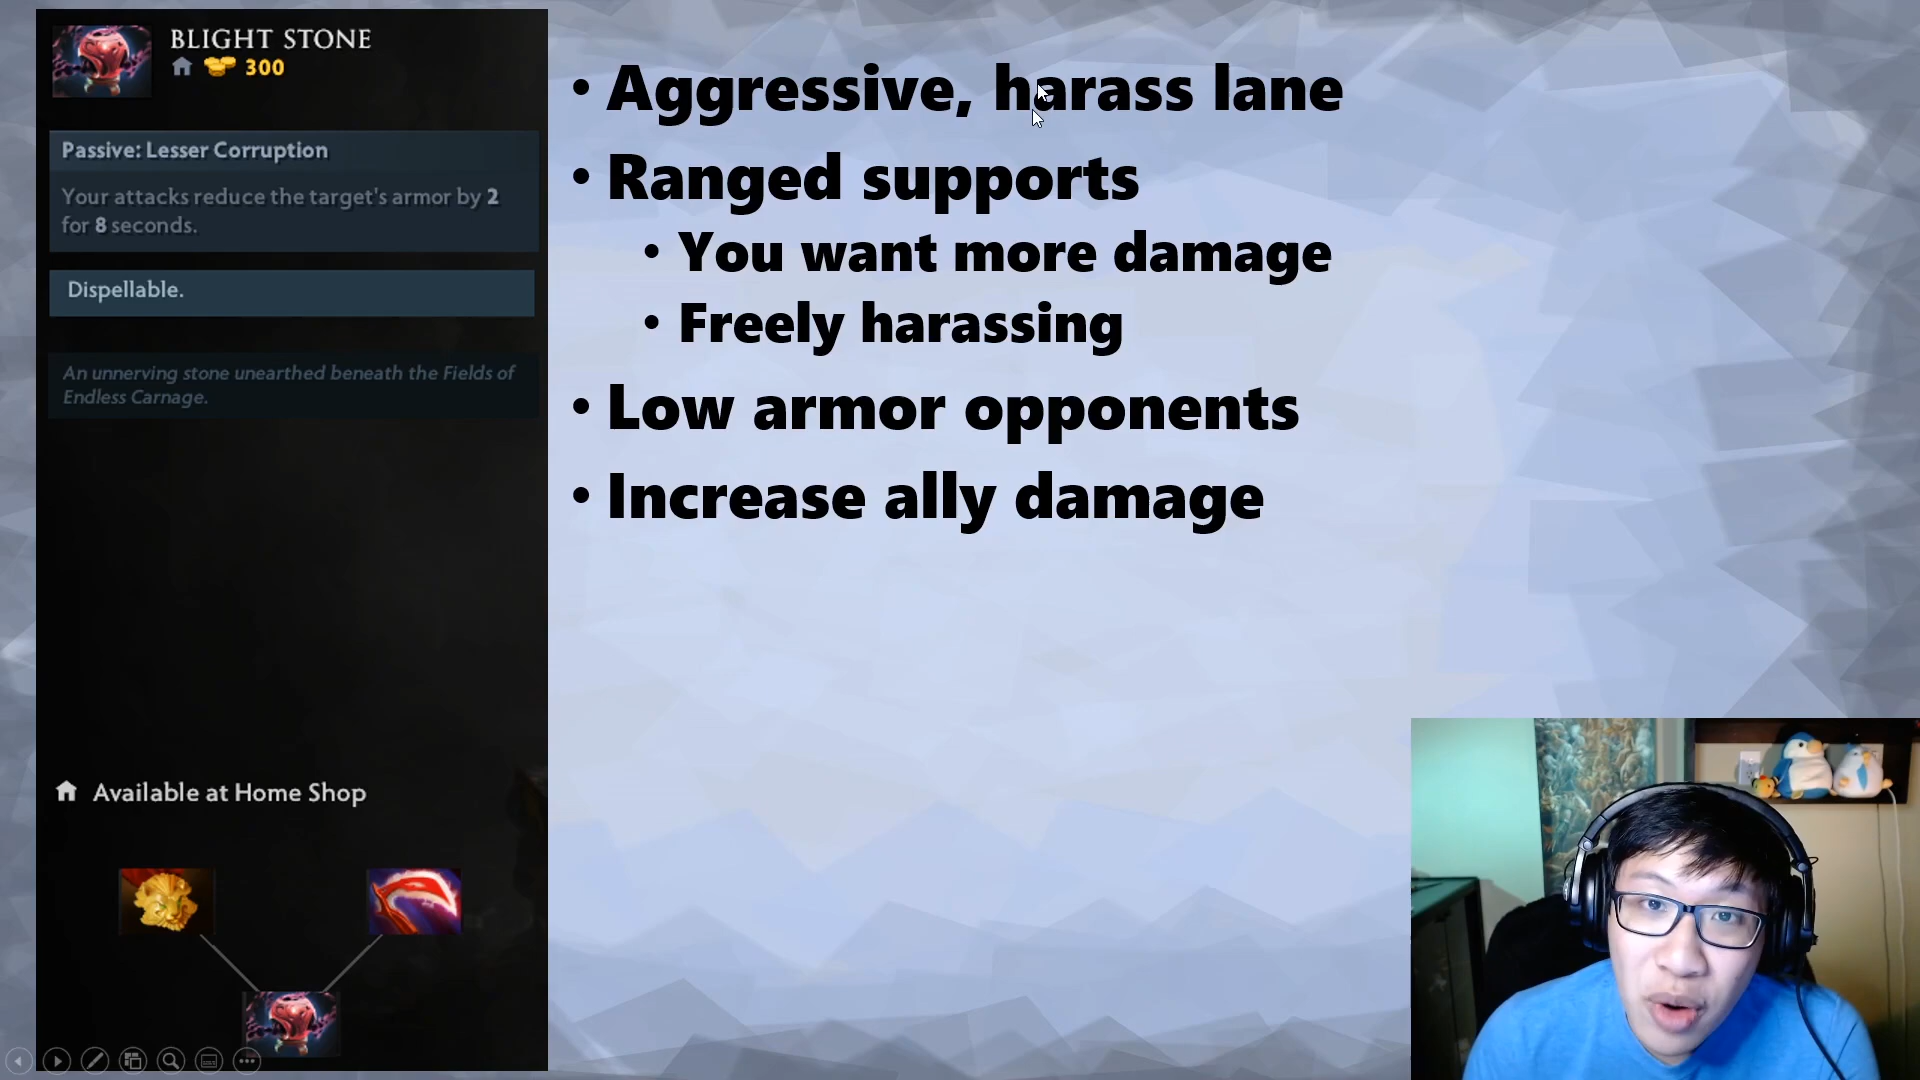 BLIGHT STONE
300
Passive: Lesser Corruption
Your attacks reduce the target's armor by 2
for 8 seconds.
Dispellable.
An unnerving stone unearthed beneath the Fields of
Endless Carnage.
Available at Home Shop
• Aggressive, harass lane
• Ranged supports
• You want more damage
• Freely harassing
• Low armor opponents
• Increase ally damage